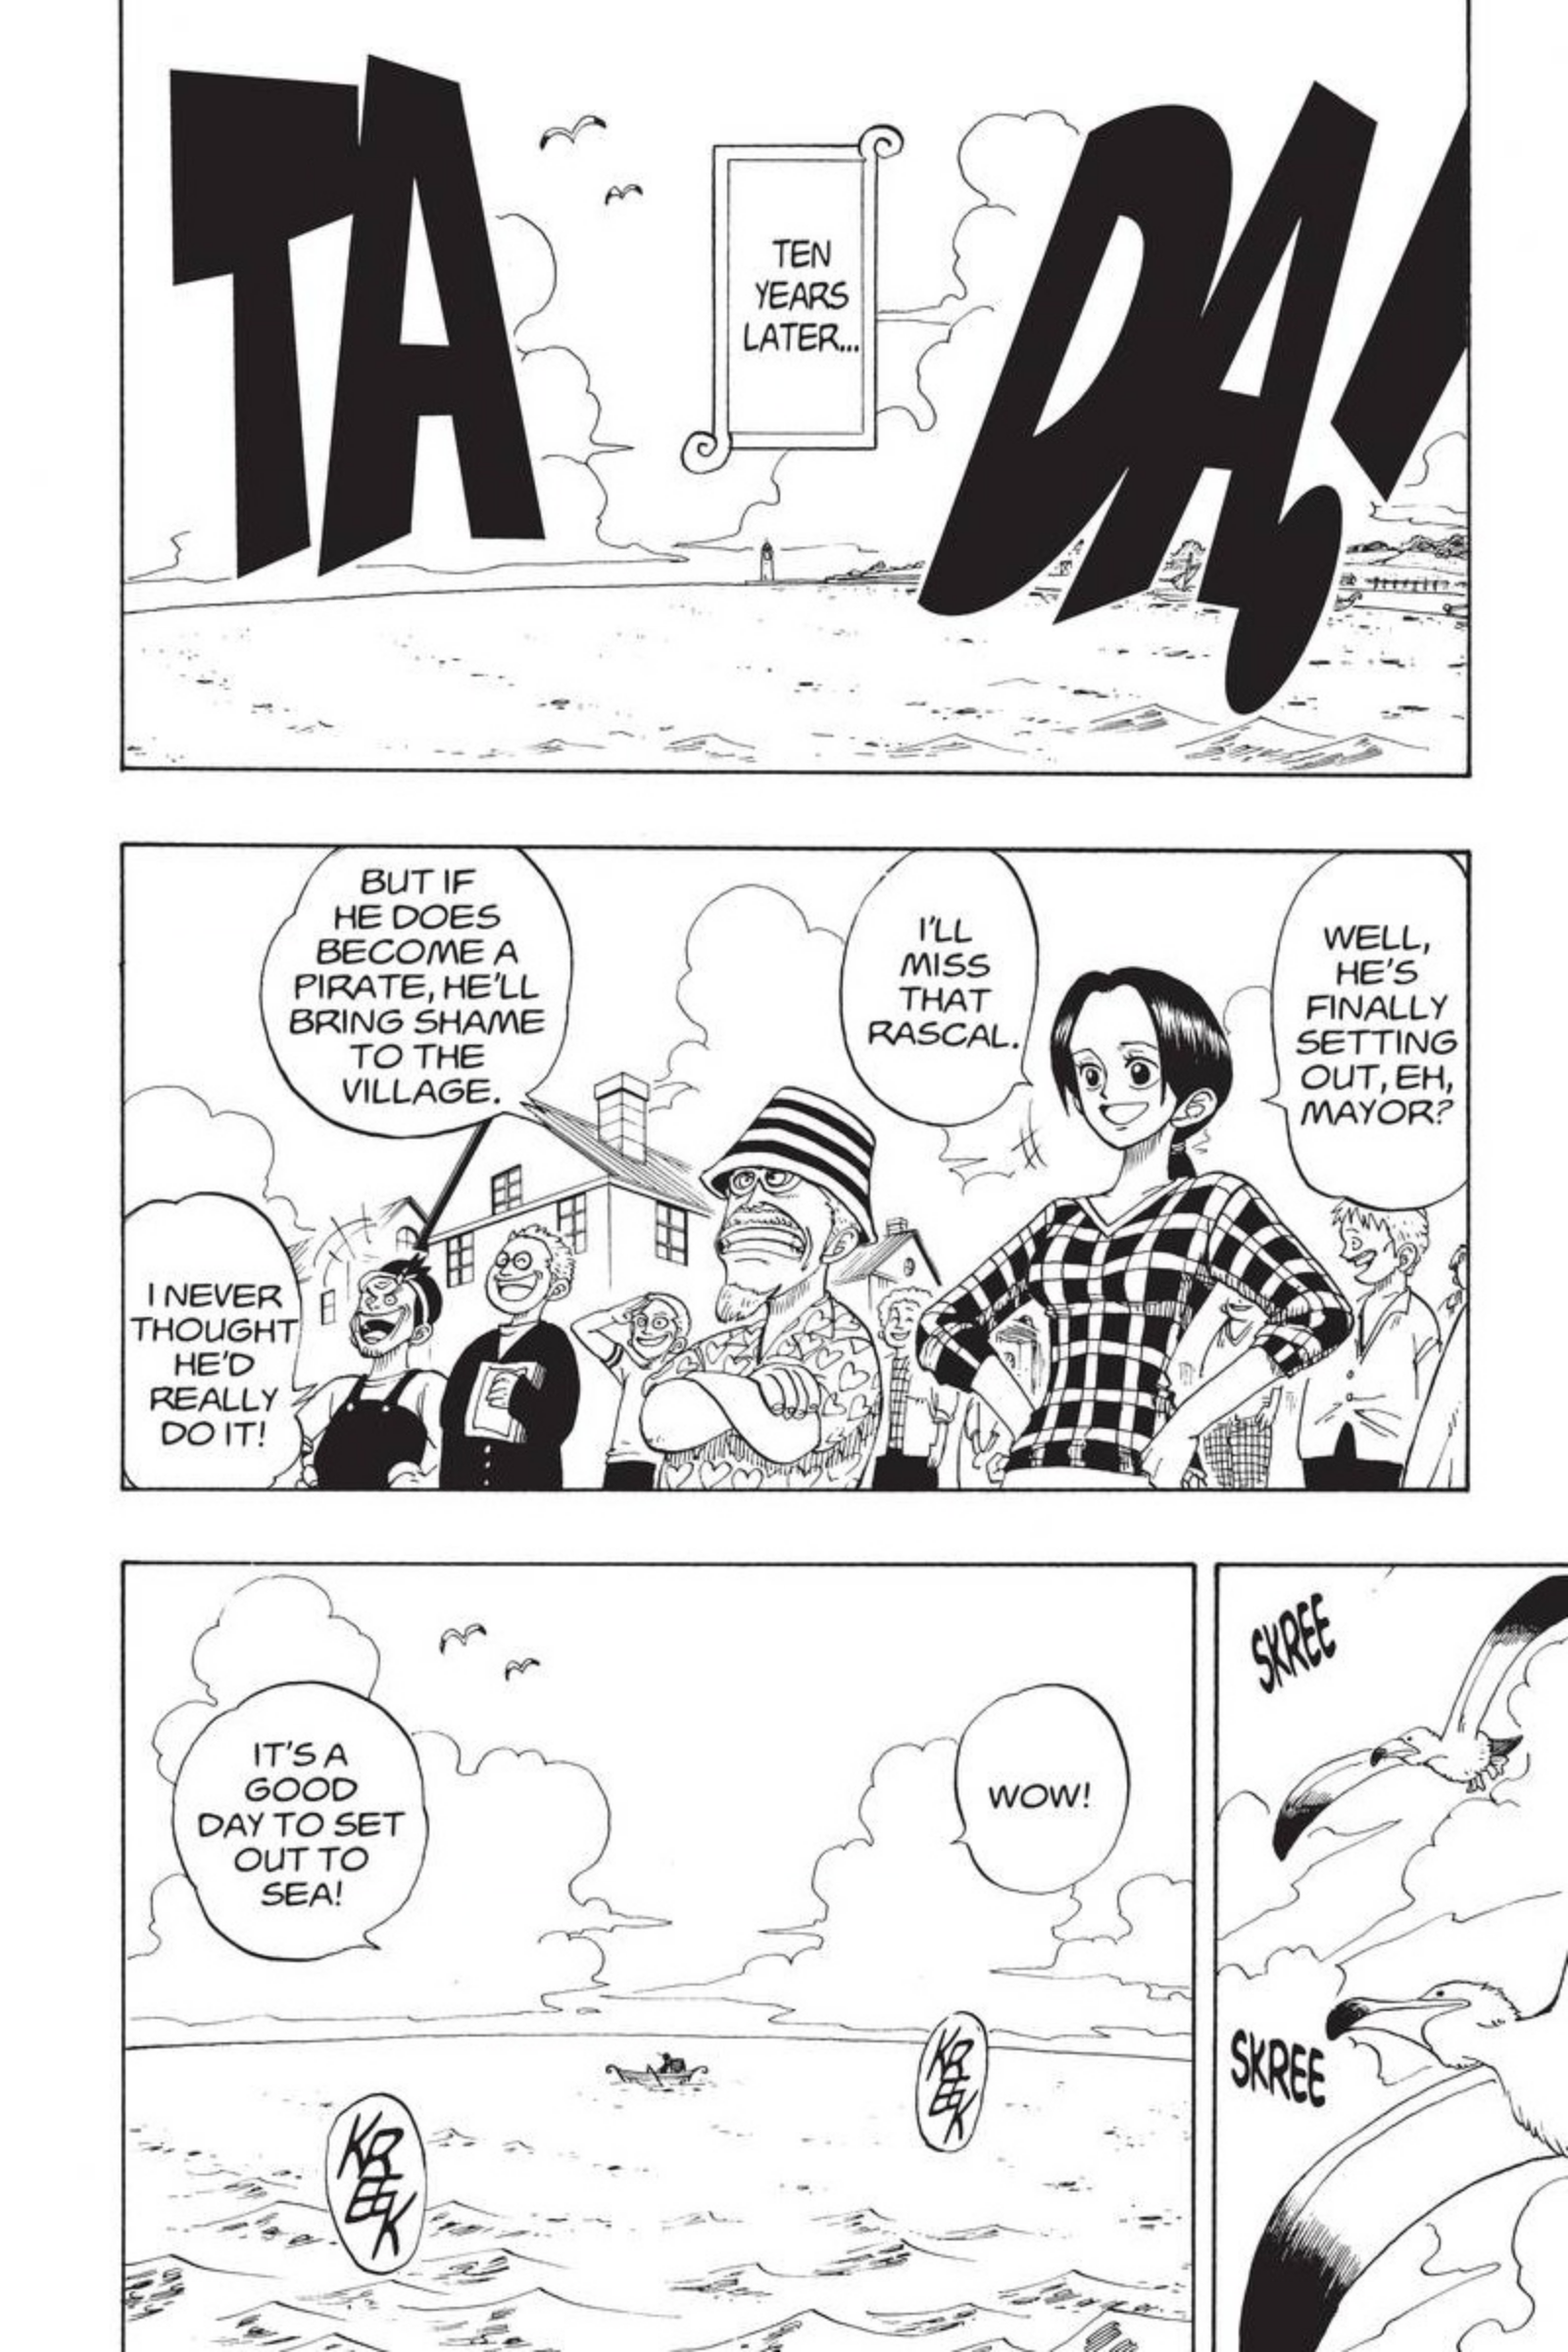 TA
DA!
TEN
YEARS
LATER...
WELL,
HE'S
FINALLY
SETTING
OUT, EH,
MAYOR?
I'LL
MISS
THAT
RASCAL.
BUT IF
HE DOES
BECOME A
PIRATE, HE'LL
BRING SHAME
TO THE
VILLAGE.
I NEVER
THOUGHT
HE'D
REALLY
DO IT!
SKREE
SKREE
WOW!
IT'S A
GOOD
DAY TO SET
OUT TO
SEA!
KREEK
KREEK